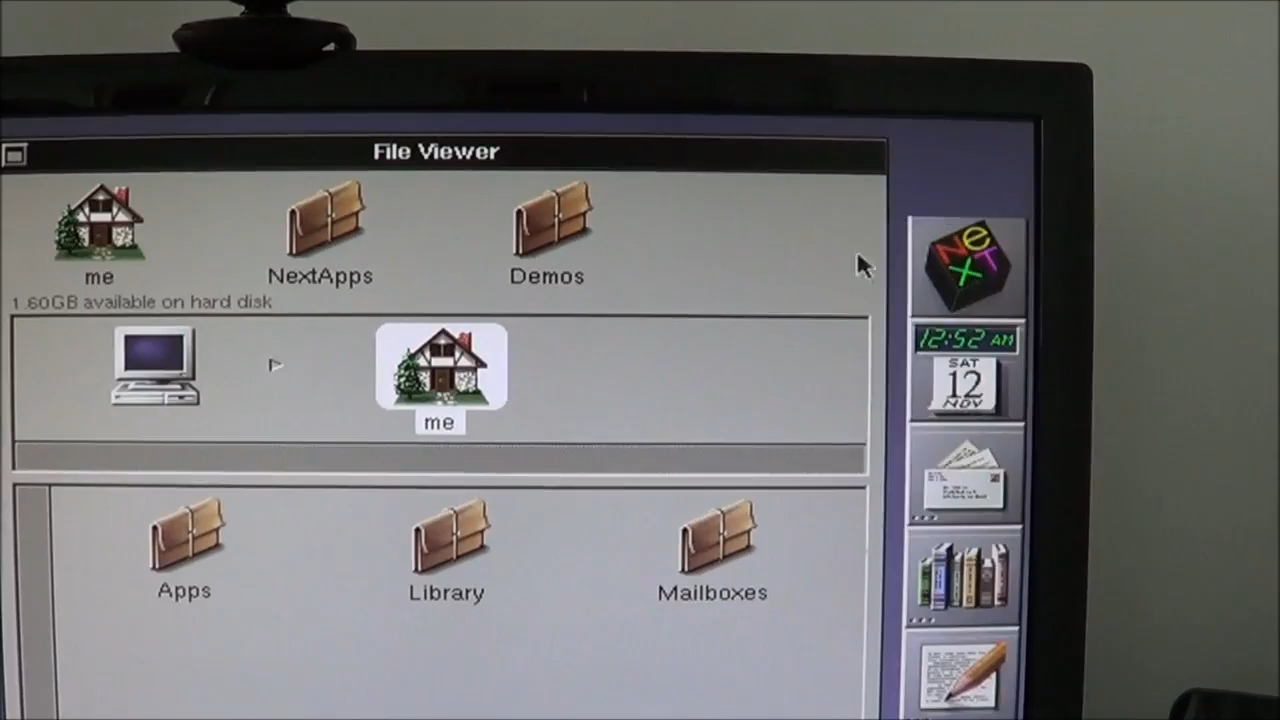 File Viewer
me NextApps Demos
1.60GB available on hard disk
me
Apps Library Mailboxes
NeXT
12:52 AM
SAT
12
NOV